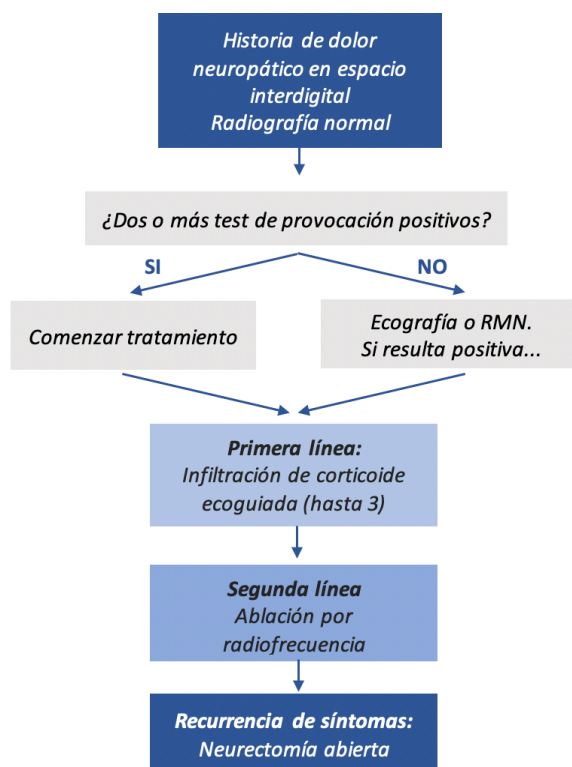 Historia de dolor
neuropático en espacio
interdigital
Radiografía normal
¿Dos o más test de provocación positivos?
SI
NO
Comenzar tratamiento
Ecografía o RMN.
Si resulta positiva...
Primera línea:
Infiltración de corticoide
ecoguiada (hasta 3)
Segunda línea
Ablación por
radiofrecuencia
Recurrencia de síntomas:
Neurectomía abierta